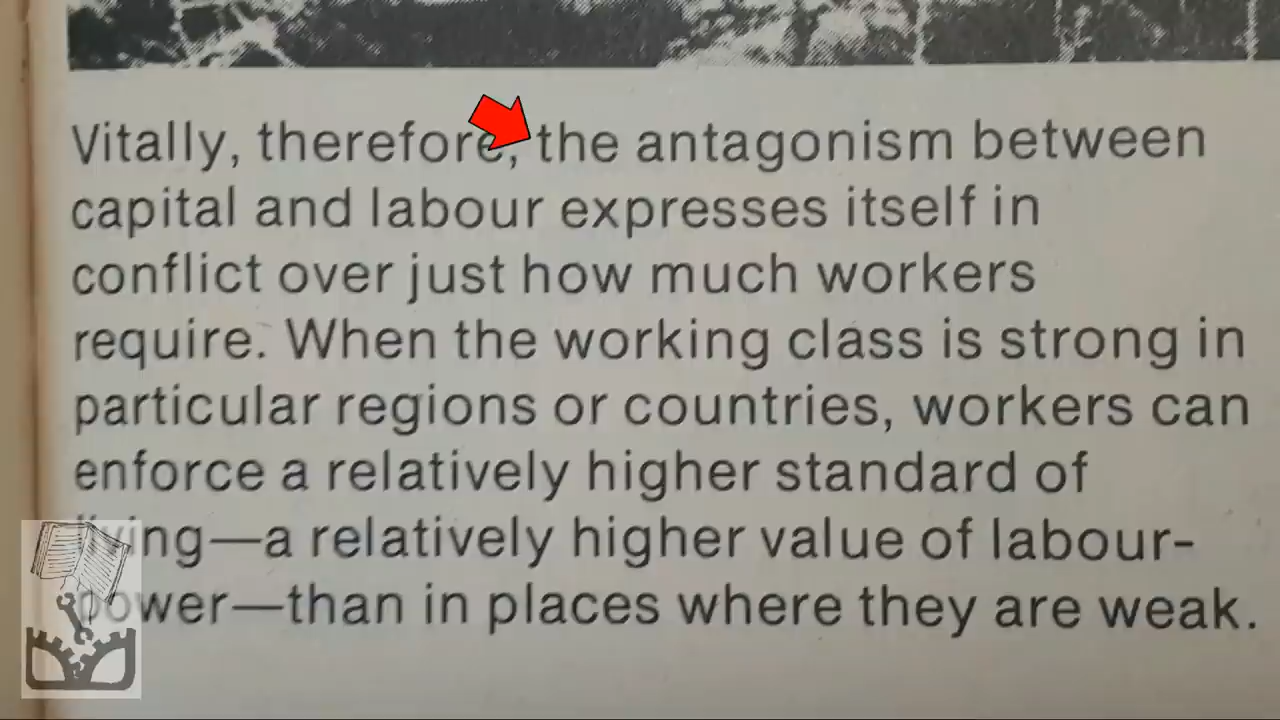 Vitally, therefore, the antagonism between
capital and labour expresses itself in
conflict over just how much workers
require. When the working class is strong in
particular regions or countries, workers can
enforce a relatively higher standard of
living—a relatively higher value of labour-
power—than in places where they are weak.